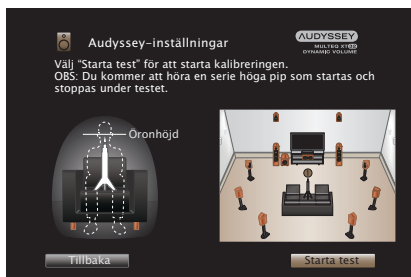 Audyssey-inställningar
AUDYSSEY
MULTEQ XT32
DYNAMIC VOLUME
Välj “Starta test” för att starta kalibreringen.
OBS: Du kommer att höra en serie höga pip som startas och
stoppas under testet.
Öronhöjd
Tillbaka
Starta test